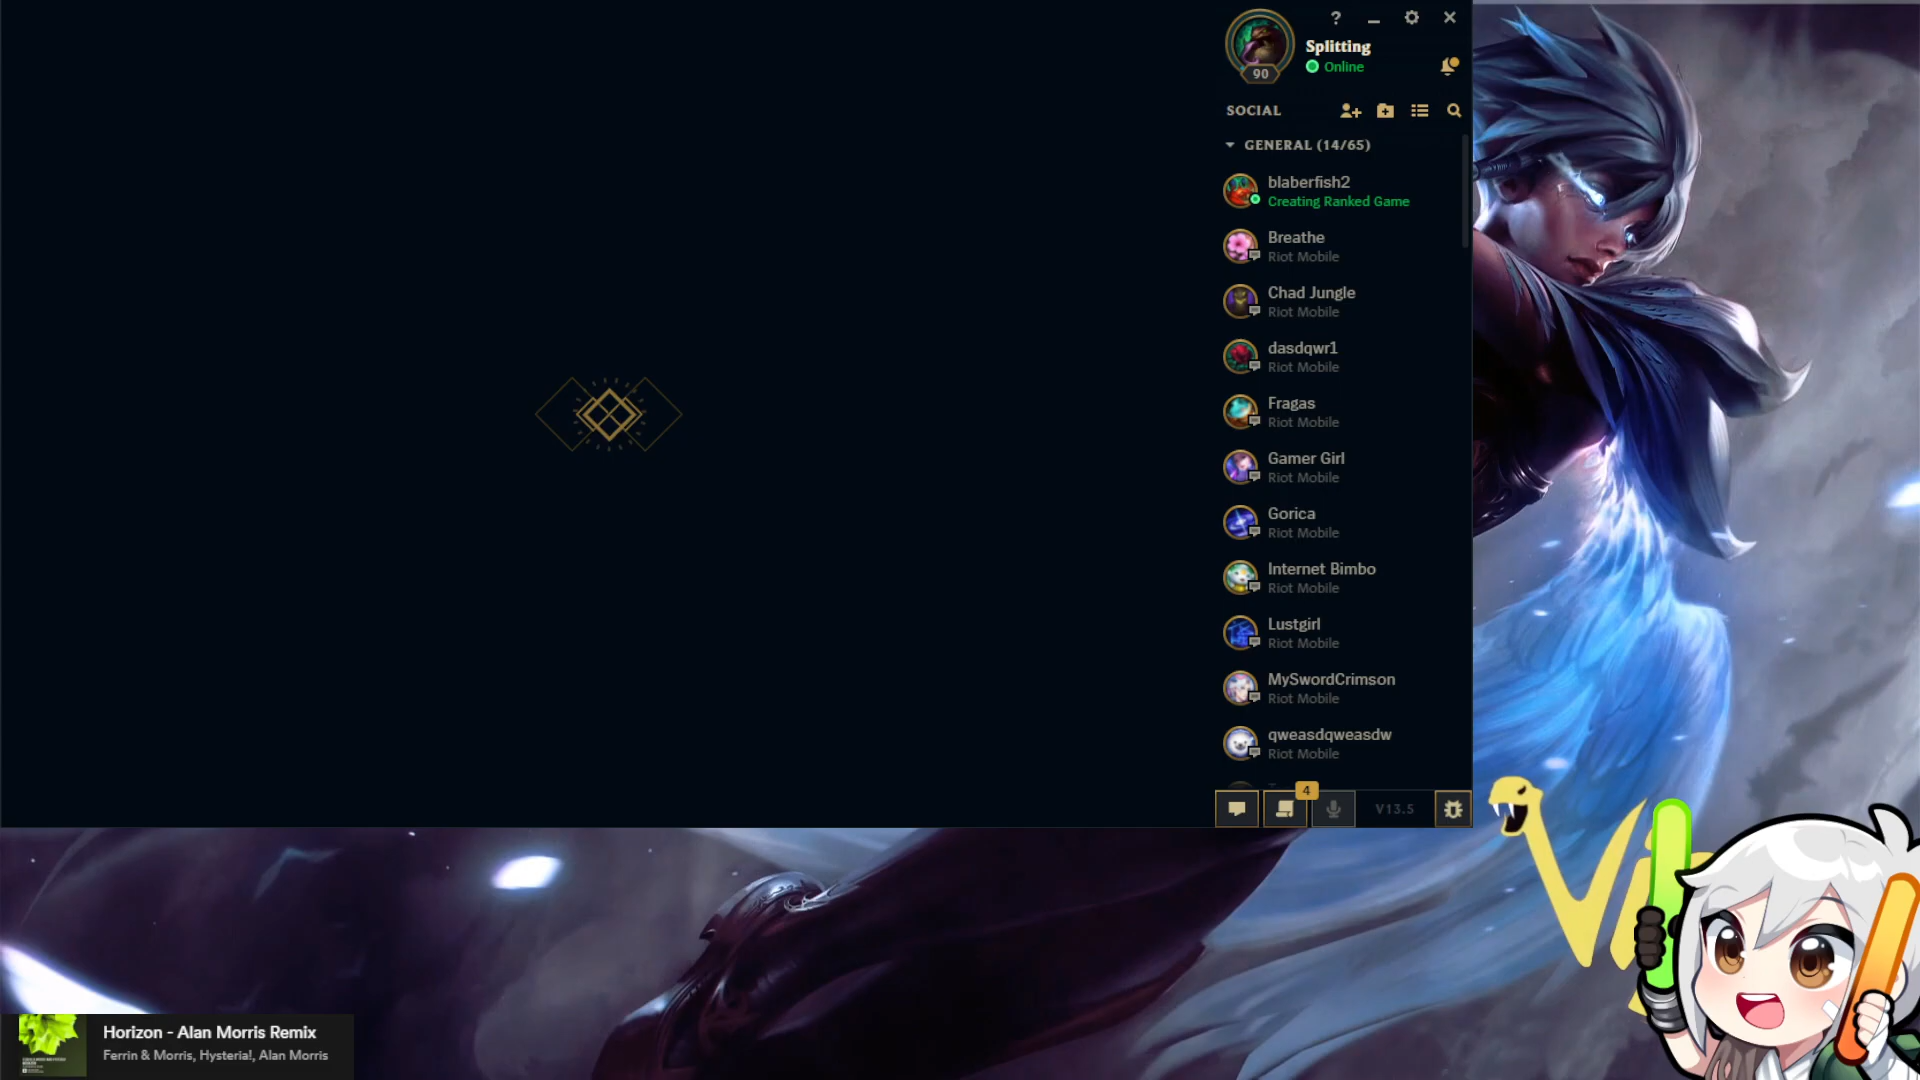 Splitting
90
Online
SOCIAL
GENERAL (14/65)
blaberfish2
Creating Ranked Game
Breathe
Riot Mobile
Chad Jungle
Riot Mobile
dasdqwr1
Riot Mobile
Fragas
Riot Mobile
Gamer Girl
Riot Mobile
Gorica
Riot Mobile
Internet Bimbo
Riot Mobile
Lustgirl
Riot Mobile
MySwordCrimson
Riot Mobile
qweasdqweasdw
Riot Mobile
4
V13.5
Horizon - Alan Morris Remix
Ferrin & Morris, Hysteria!, Alan Morris